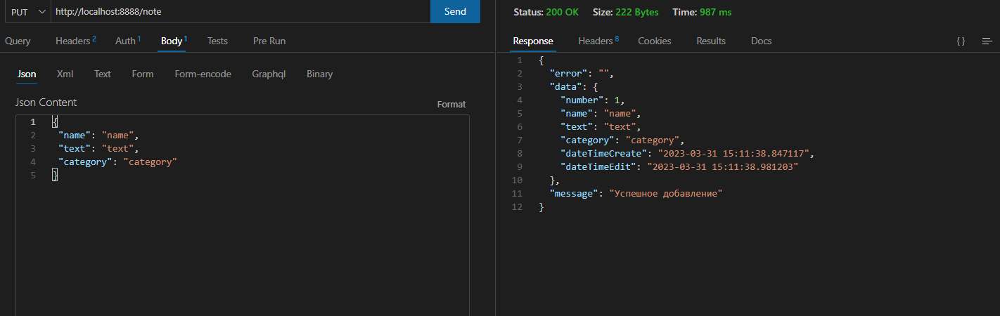 PUT http://localhost:8888/note Send
Query Headers 2 Auth 1 Body 1 Tests Pre Run
Json Xml Text Form Form-encode Graphql Binary
Json Content Format
1 {
2 "name": "name",
3 "text": "text",
4 "category": "category"
5 }
Status: 200 OK Size: 222 Bytes Time: 987 ms
Response Headers 8 Cookies Results Docs { }
1 {
2 "error": "",
3 "data": {
4 "number": 1,
5 "name": "name",
6 "text": "text",
7 "category": "category",
8 "dateTimeCreate": "2023-03-31 15:11:38.847117",
9 "dateTimeEdit": "2023-03-31 15:11:38.981203"
10 },
11 "message": "Успешное добавление"
12 }